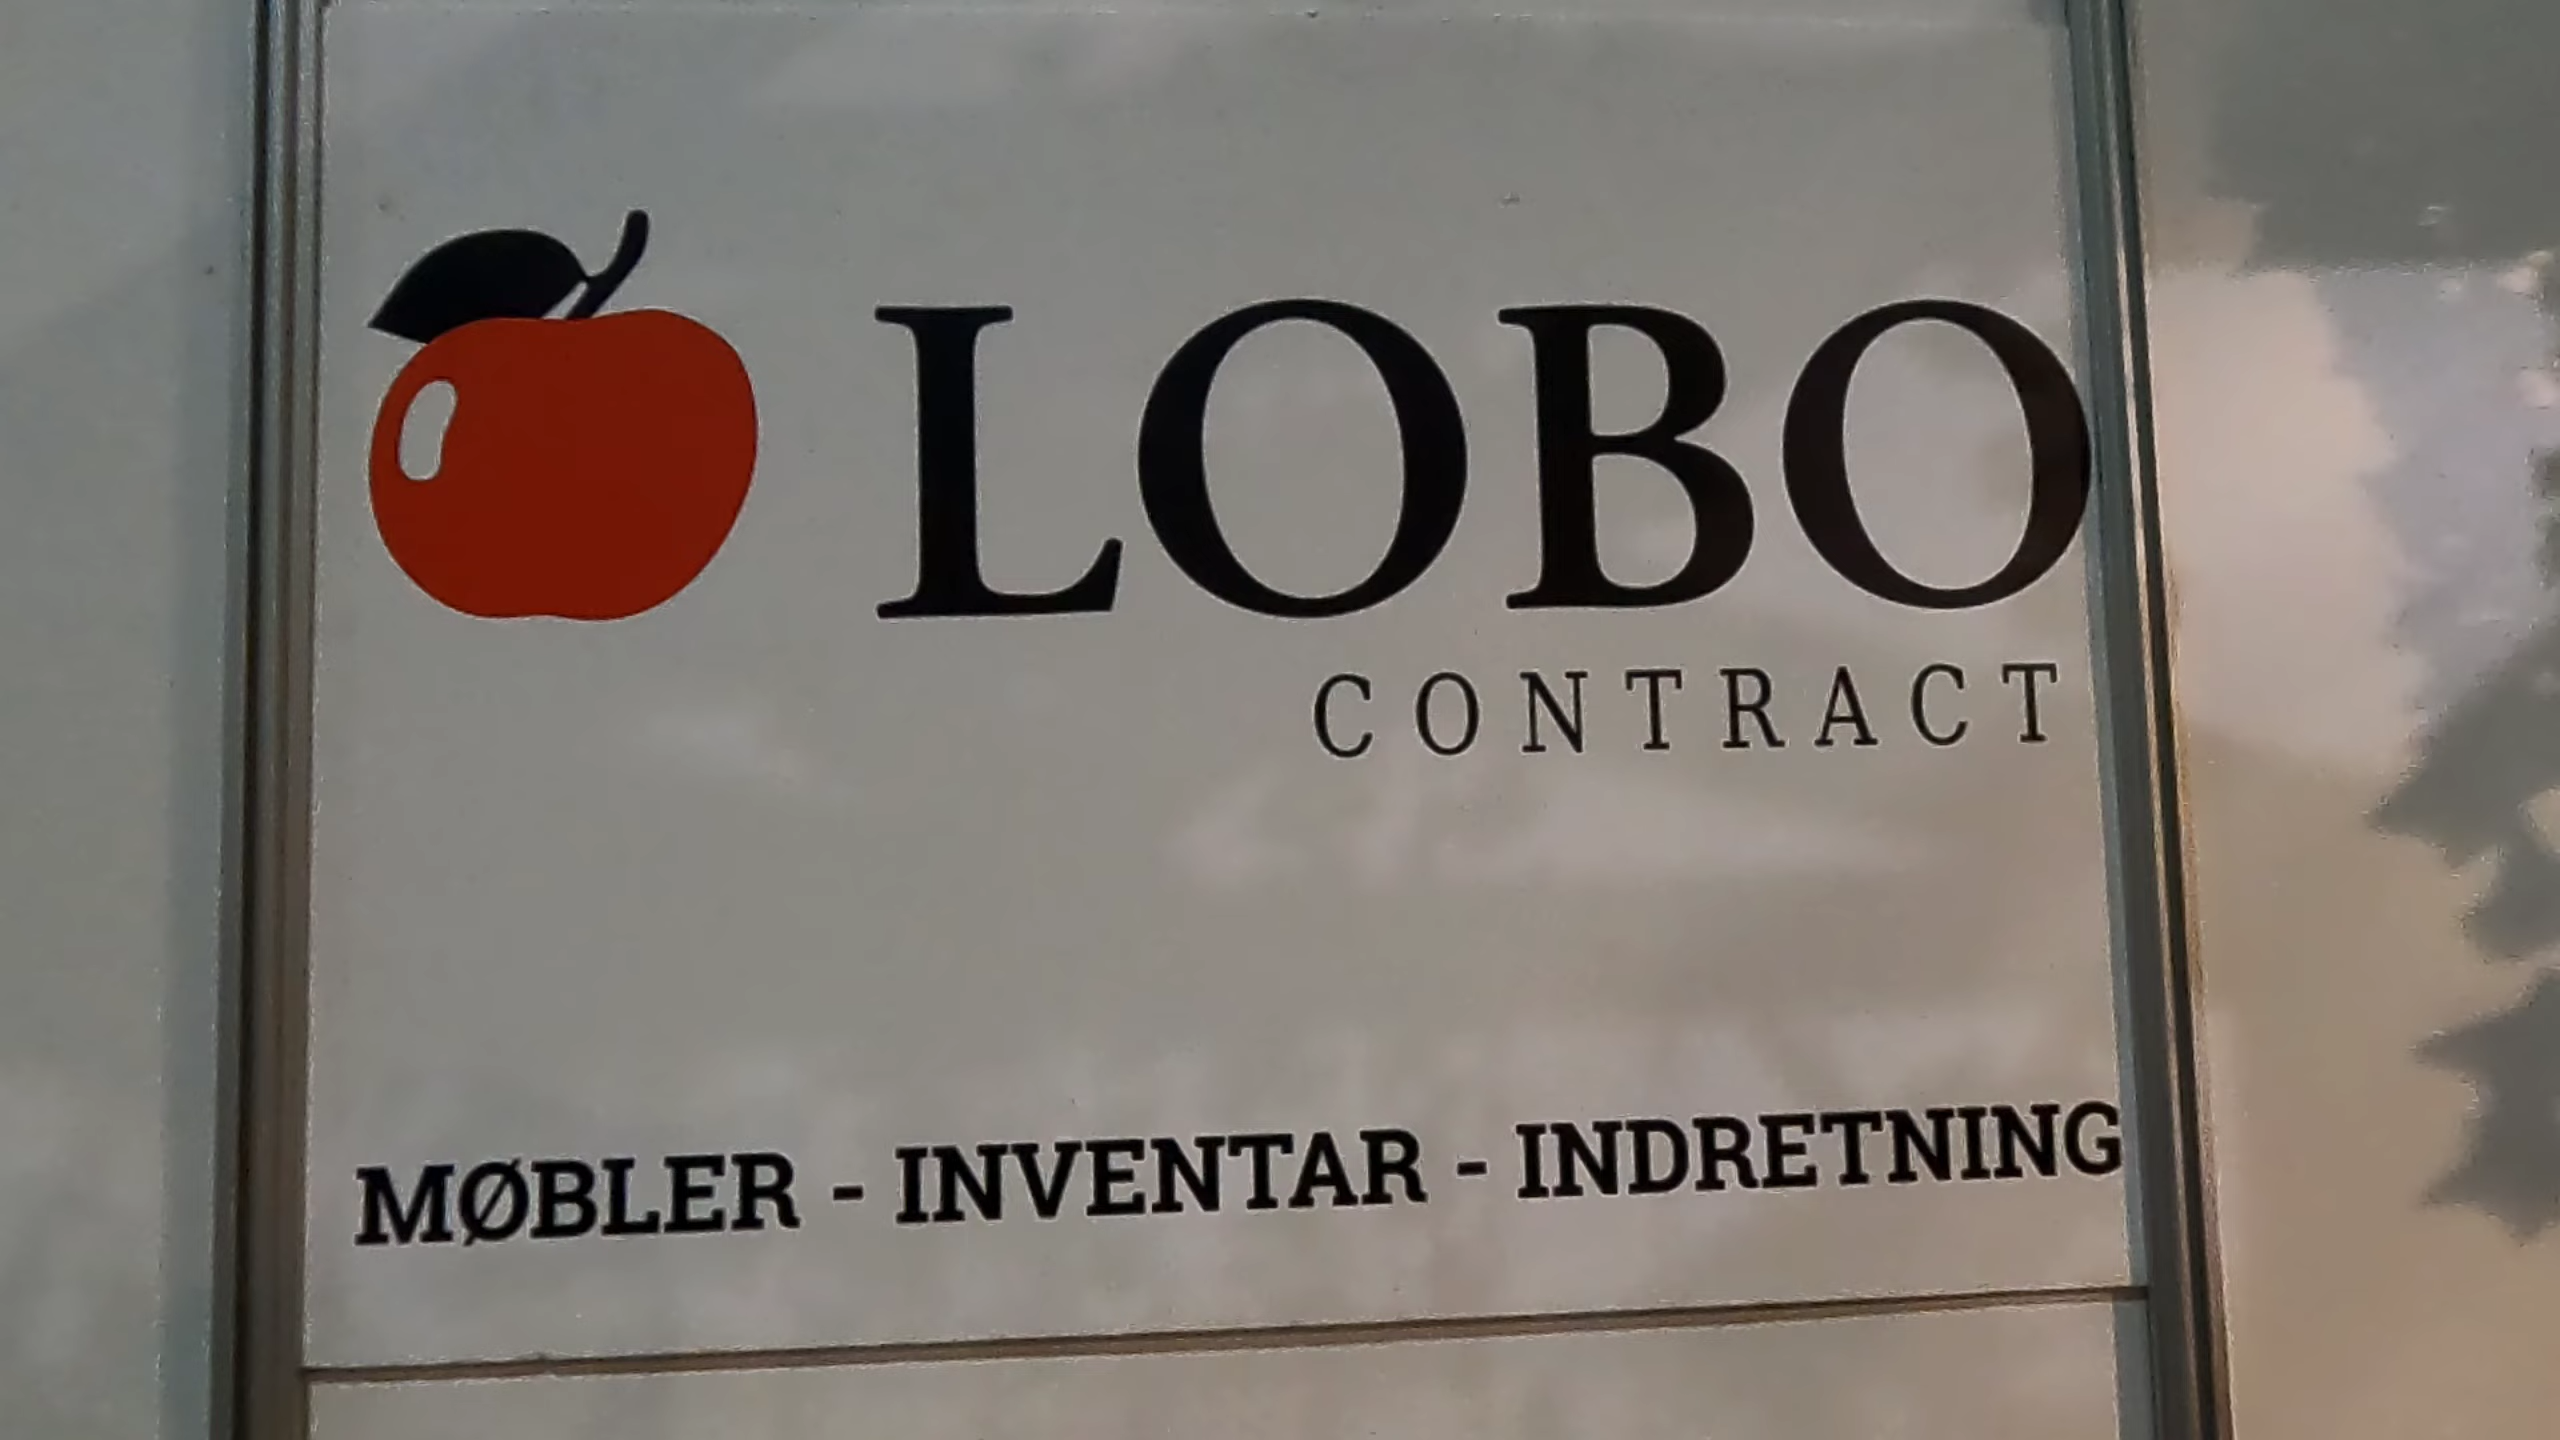 LOBO
CONTRACT
MØBLER - INVENTAR - INDRETNING